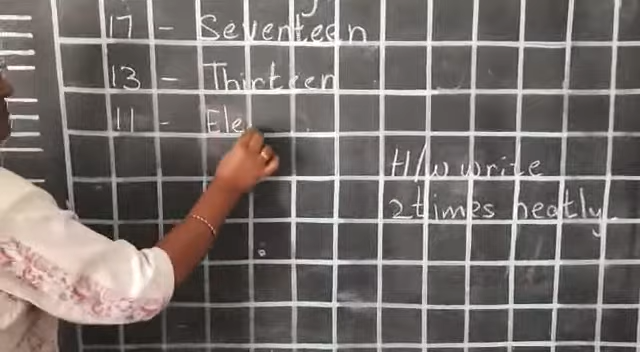 17 - Seventeen
13 - Thirteen
11 - Ele
H/w write
2 times neatly.